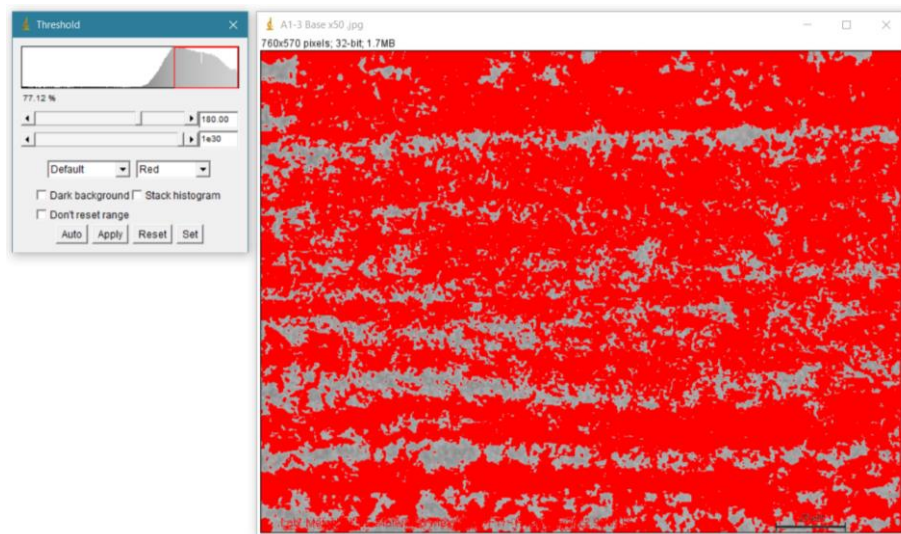 Threshold
77.12 %
180.00
1e30
Default
Red
Dark background
Stack histogram
Don't reset range
Auto
Apply
Reset
Set
A1-3 Base x50 .jpg
760x570 pixels; 32-bit; 1.7MB